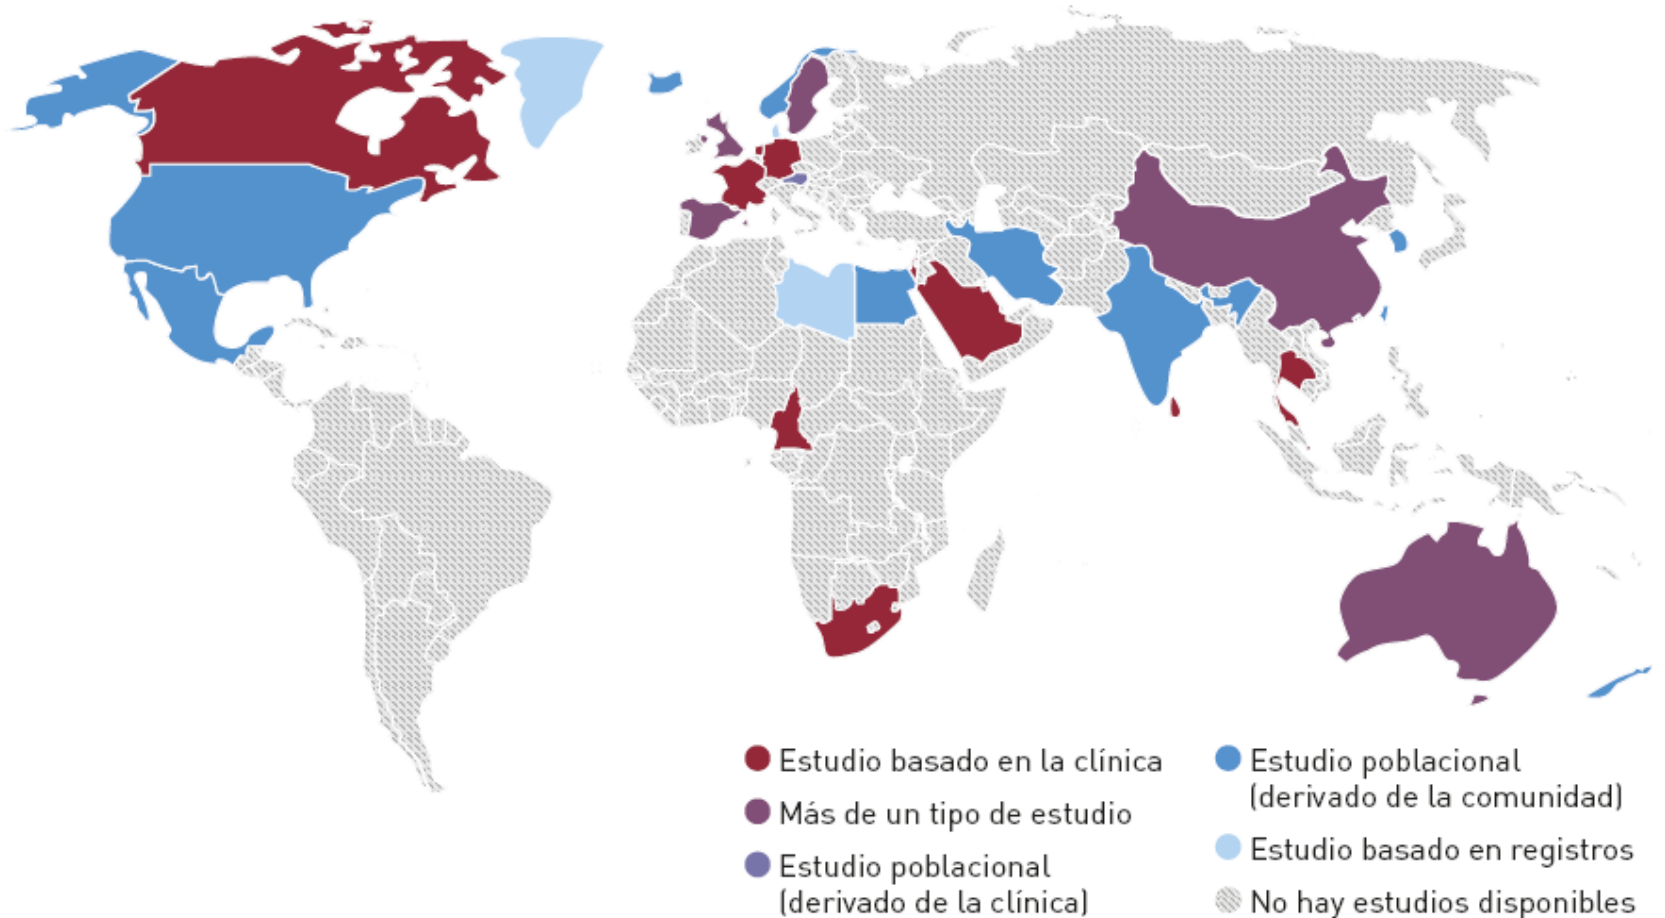 Estudio basado en la clínica
Más de un tipo de estudio
Estudio poblacional
(derivado de la clínica)
Estudio poblacional
(derivado de la comunidad)
Estudio basado en registros
No hay estudios disponibles